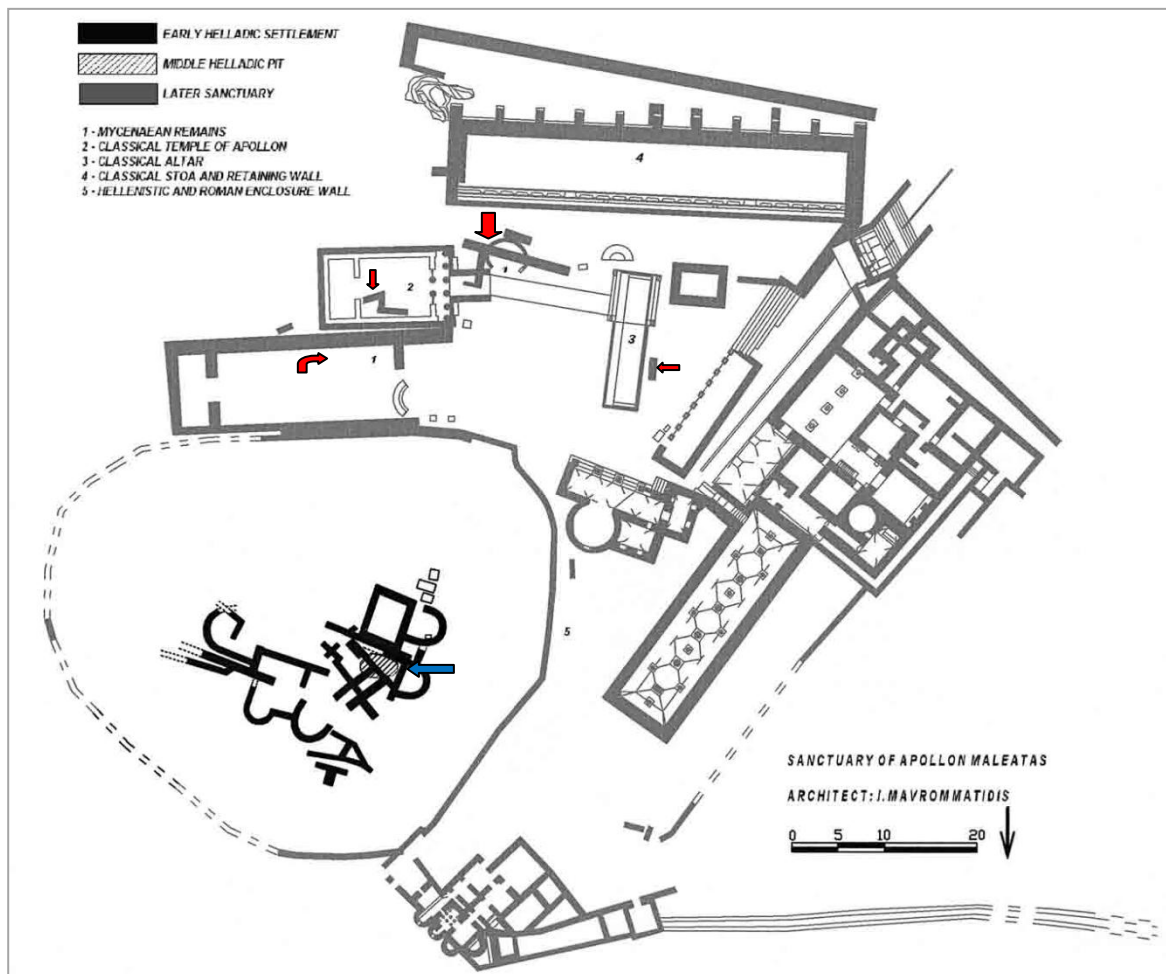 EARLY HELLADIC SETTLEMENT
MIDDLE HELLADIC PIT
LATER SANCTUARY
1 - MYCENAEAN REMAINS
2 - CLASSICAL TEMPLE OF APOLLON
3 - CLASSICAL ALTAR
4 - CLASSICAL STOA AND RETAINING WALL
5 - HELLENISTIC AND ROMAN ENCLOSURE WALL
4
1
2
3
1
5
SANCTUARY OF APOLLON MALEATAS
ARCHITECT: I. MAVROMMATIDIS
0 5 10 20